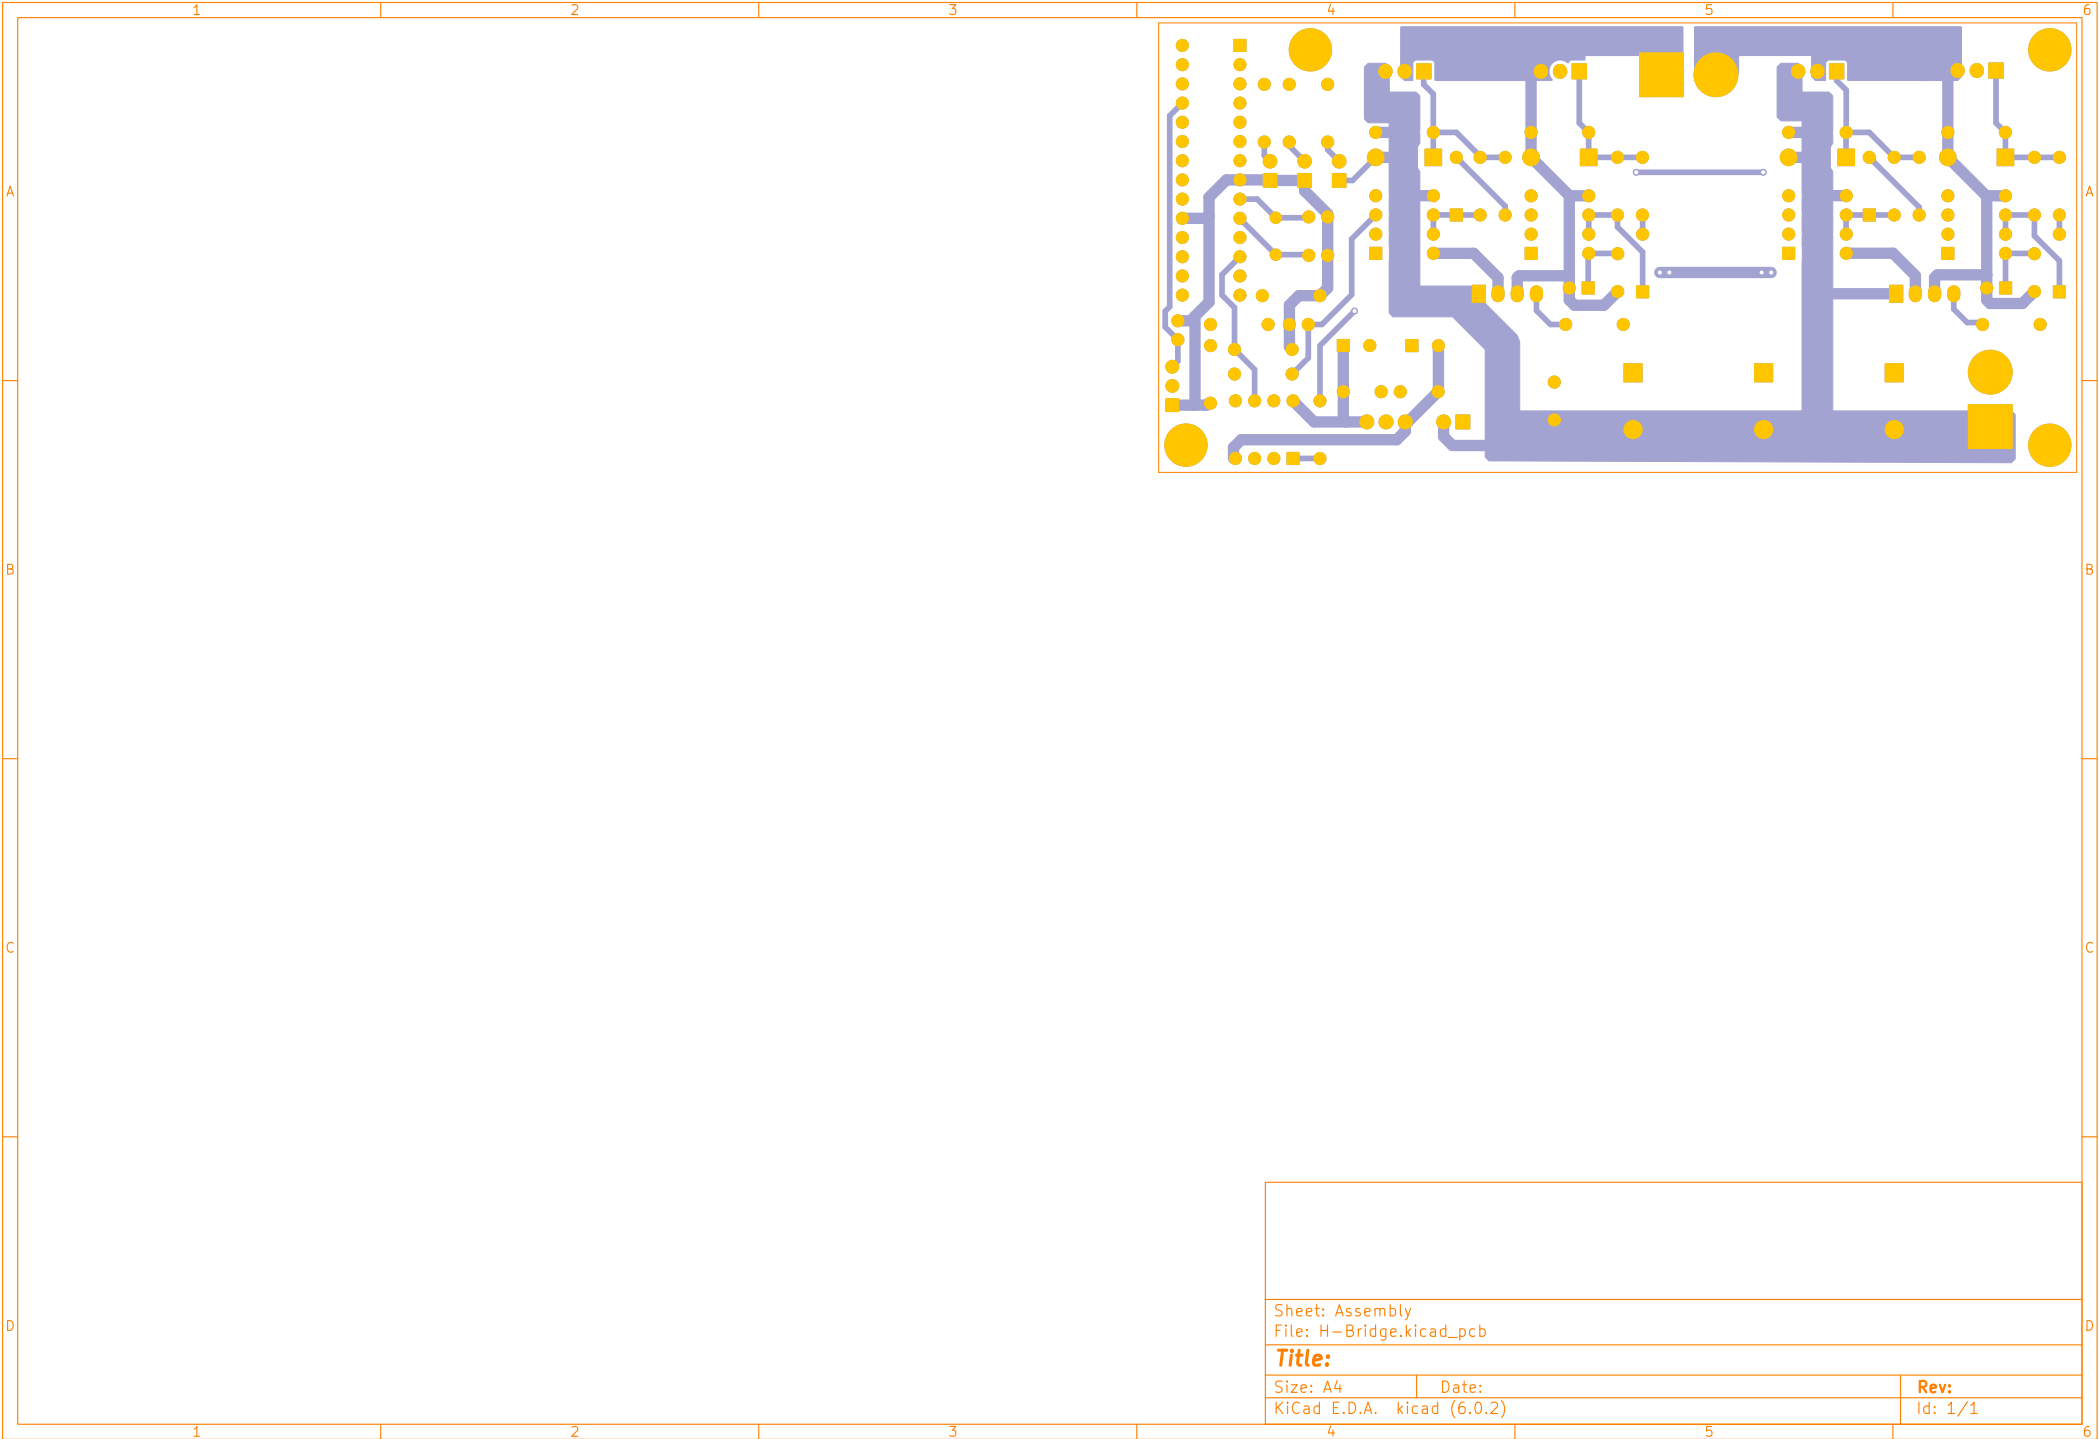 1 2 3 4 5 6
A A
B B
C C
D D
Sheet: Assembly
File: H-Bridge.kicad_pcb
Title:
Size: A4 Date: Rev:
KiCad E.D.A. kicad (6.0.2) Id: 1/1
1 2 3 4 5 6